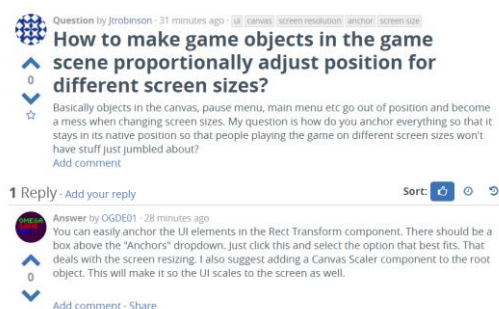 Question by Jtrobinson · 31 minutes ago · ui canvas screen resolution anchor screen size
How to make game objects in the game
scene proportionally adjust position for
different screen sizes?
0
Basically objects in the canvas, pause menu, main menu etc go out of position and become
a mess when changing screen sizes. My question is how do you anchor everything so that it
stays in its native position so that people playing the game on different screen sizes won't
have stuff just jumbled about?
Add comment
1 Reply · Add your reply
Sort:
OMEGA
GAME
Answer by OGDE01 · 28 minutes ago
You can easily anchor the UI elements in the Rect Transform component. There should be a
box above the "Anchors" dropdown. Just click this and select the option that best fits. That
deals with the screen resizing. I also suggest adding a Canvas Scaler component to the root
object. This will make it so the UI scales to the screen as well.
0
Add comment · Share